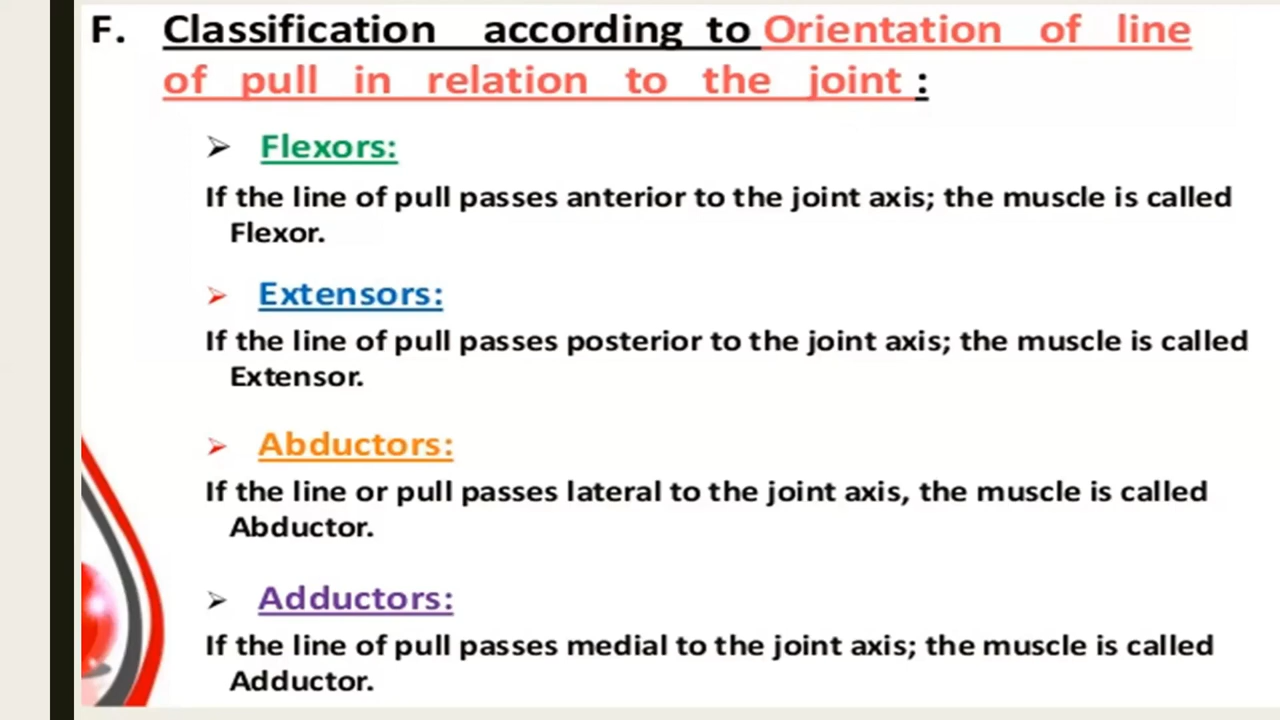 F. Classification according to Orientation of line
of pull in relation to the joint :
Flexors:
If the line of pull passes anterior to the joint axis; the muscle is called
Flexor.
Extensors:
If the line of pull passes posterior to the joint axis; the muscle is called
Extensor.
Abductors:
If the line or pull passes lateral to the joint axis, the muscle is called
Abductor.
Adductors:
If the line of pull passes medial to the joint axis; the muscle is called
Adductor.